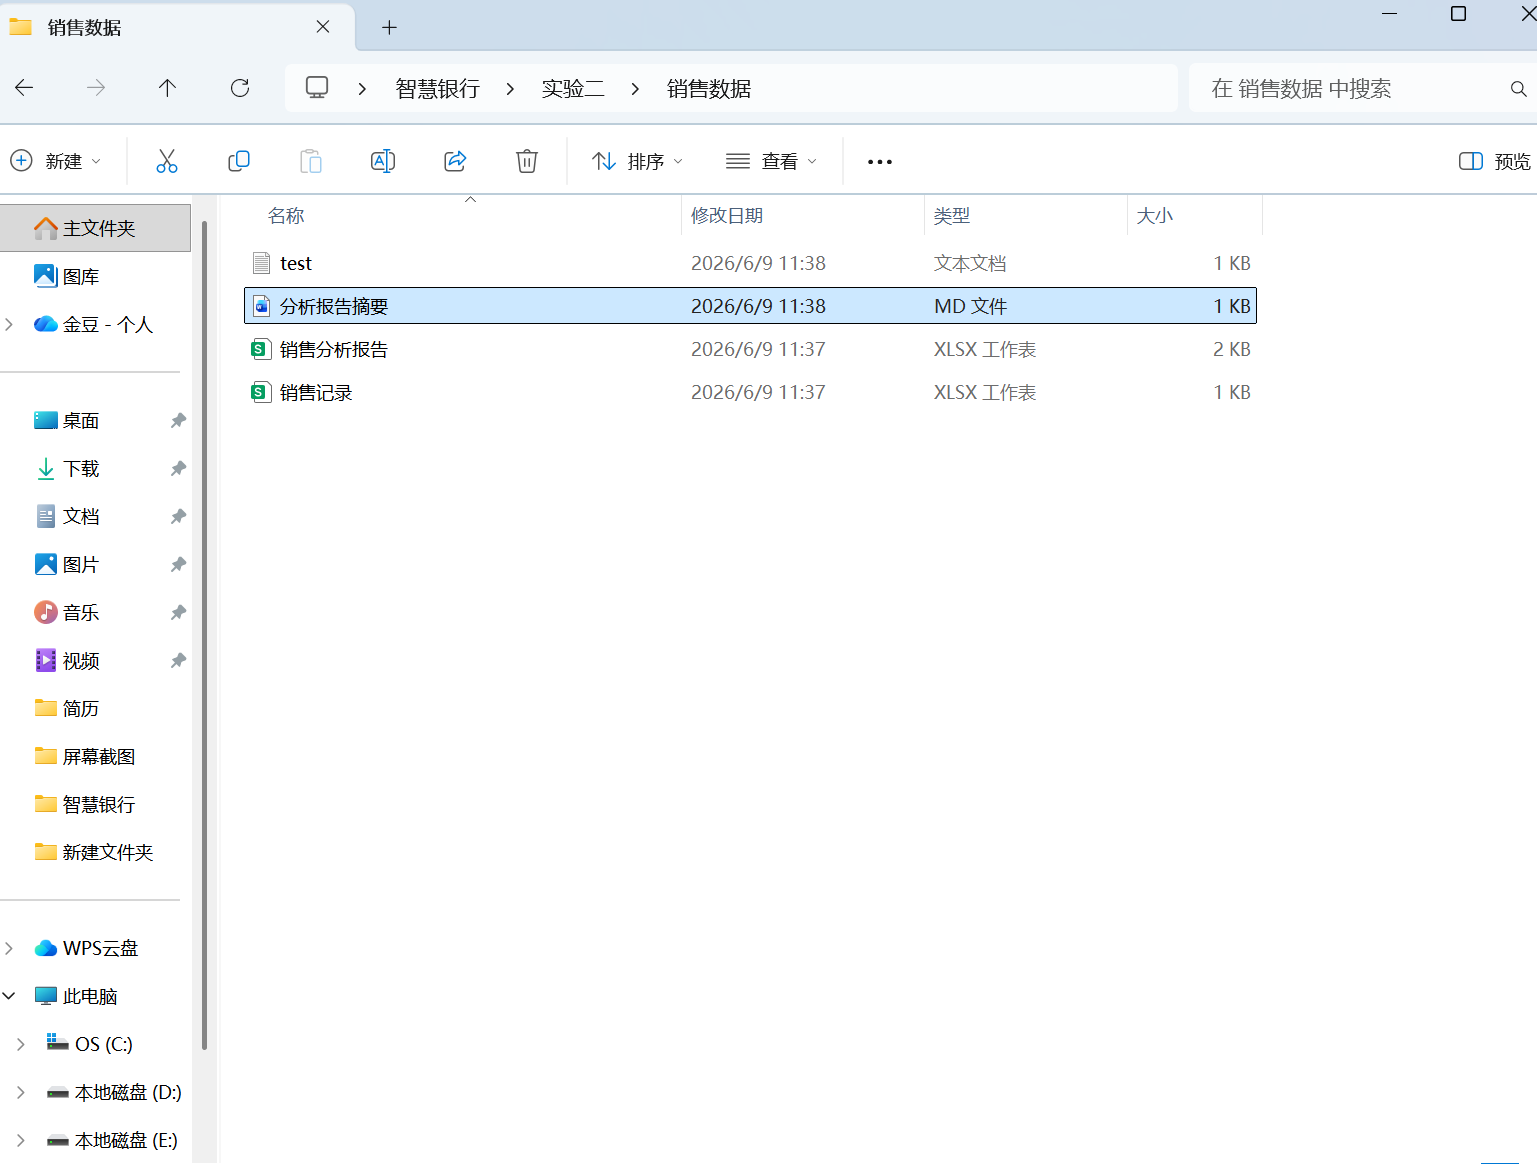 销售数据
智慧银行 实验二 销售数据
在 销售数据 中搜索
新建 排序 查看 预览
名称 修改日期 类型 大小
test 2026/6/9 11:38 文本文档 1 KB
分析报告摘要 2026/6/9 11:38 MD 文件 1 KB
销售分析报告 2026/6/9 11:37 XLSX 工作表 2 KB
销售记录 2026/6/9 11:37 XLSX 工作表 1 KB
主文件夹
图库
金豆 - 个人
桌面
下载
文档
图片
音乐
视频
简历
屏幕截图
智慧银行
新建文件夹
WPS云盘
此电脑
OS (C:)
本地磁盘 (D:)
本地磁盘 (E:)